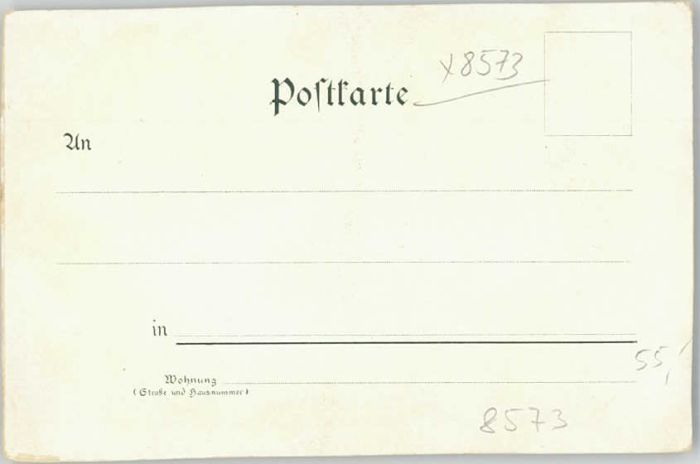 x8573
Poſtkarte
An
in
55,
Wohnung
(Straße und Hausnummer)
8573